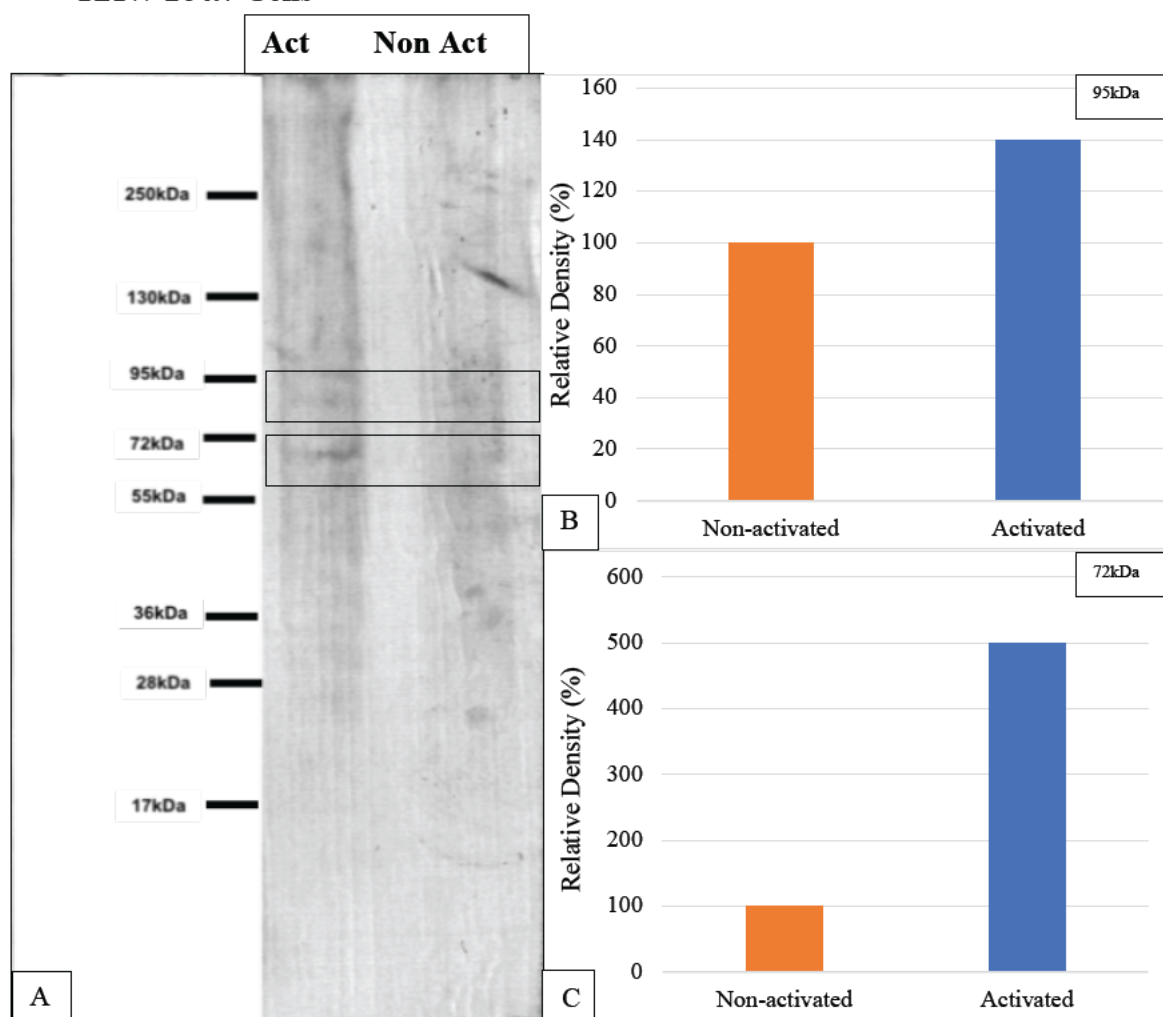 Act Non Act
250kDa
130kDa
95kDa
72kDa
55kDa
36kDa
28kDa
17kDa
A
95kDa
Relative Density (%)
160
140
120
100
80
60
40
20
0
Non-activated Activated
B
72kDa
Relative Density (%)
600
500
400
300
200
100
0
Non-activated Activated
C